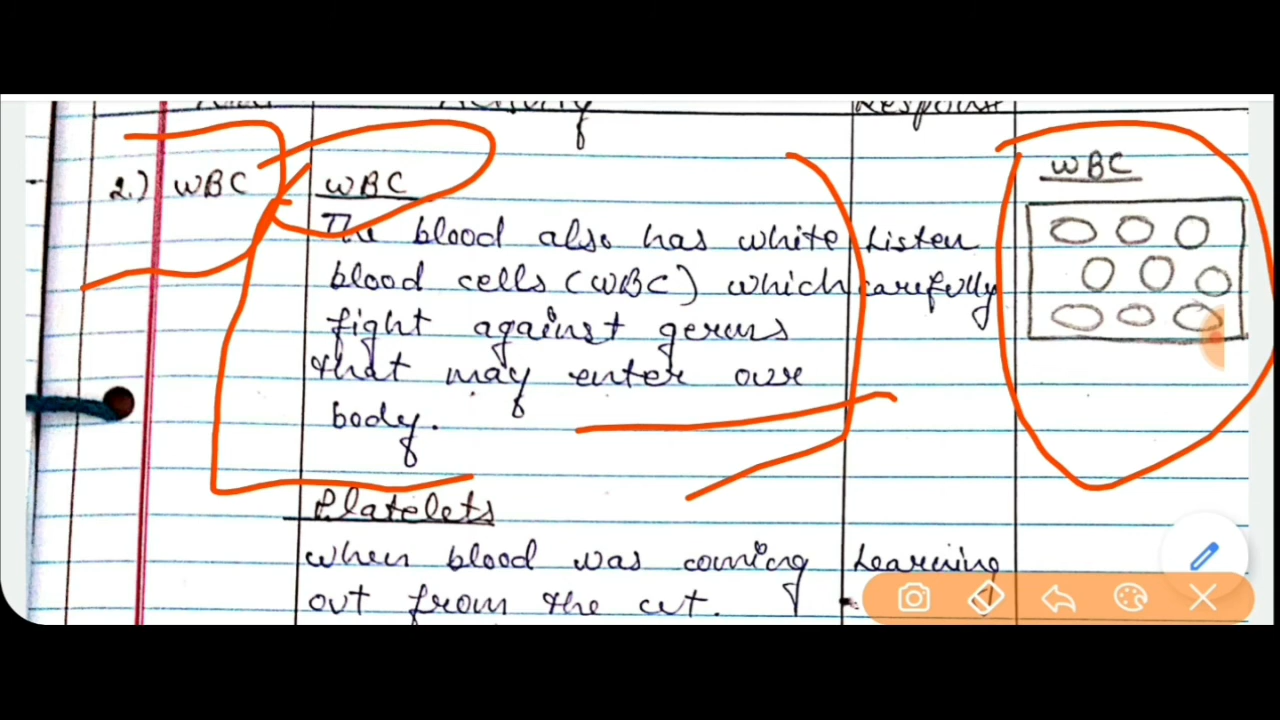 2.) WBC
WBC
The blood also has white
blood cells (WBC) which
fight against germs
that may enter our
body.
Listen
carefully
WBC
Platelets
when blood was coming
out from the cut.
Learning